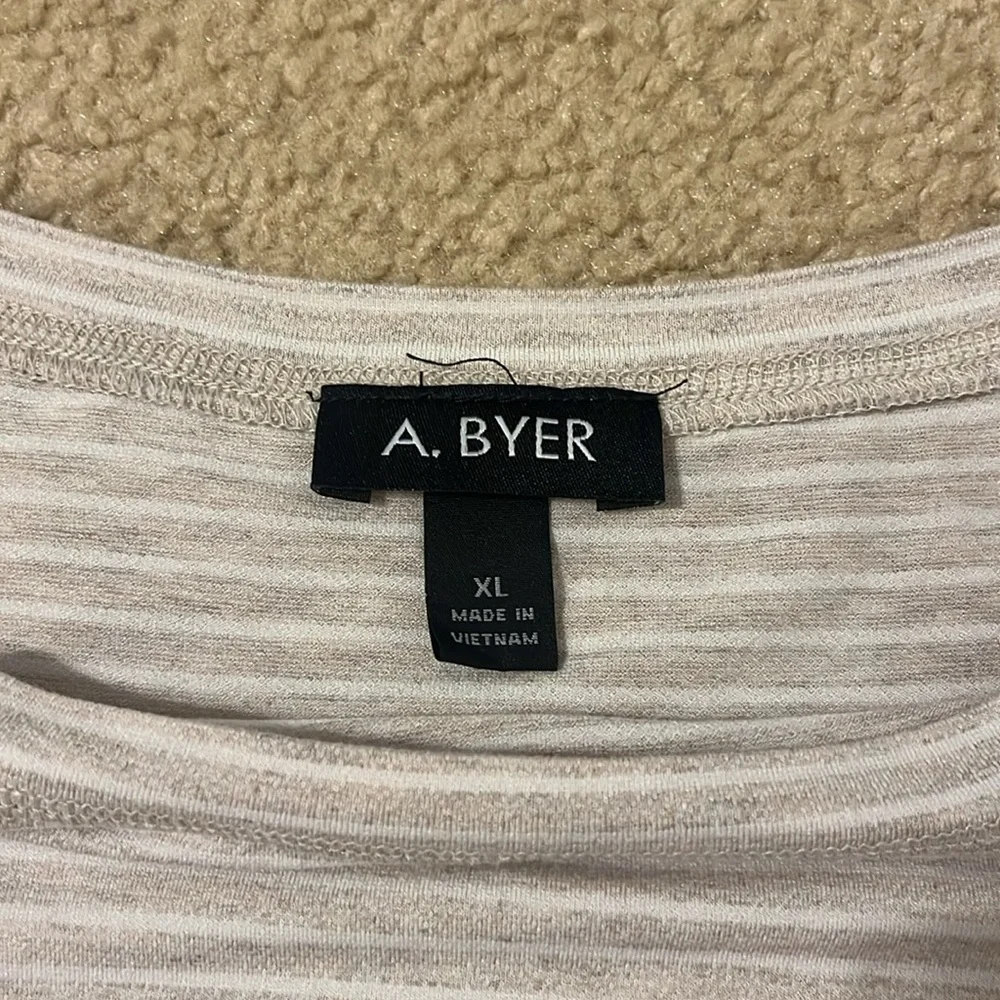 A. BYER
XL
MADE IN
VIETNAM